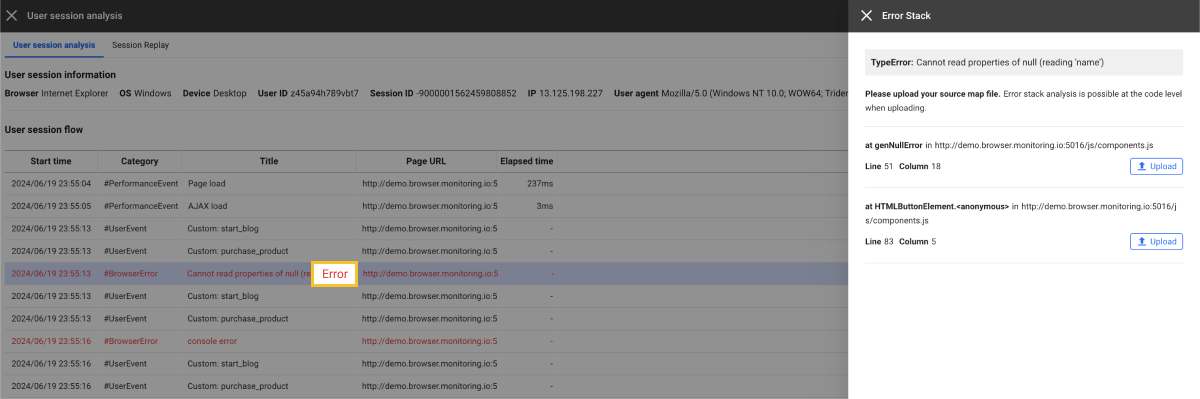 User session analysis
User session analysis Session Replay
User session information
Browser Internet Explorer OS Windows Device Desktop User ID z45a94h789vbt7 Session ID -9000001562459808852 IP 13.125.198.227 User agent Mozilla/5.0 (Windows NT 10.0; WOW64; Trident
User session flow
Start time Category Title Page URL Elapsed time
2024/06/19 23:55:04 #PerformanceEvent Page load http://demo.browser.monitoring.io:5 237ms
2024/06/19 23:55:05 #PerformanceEvent AJAX load http://demo.browser.monitoring.io:5 3ms
2024/06/19 23:55:13 #UserEvent Custom: start_blog http://demo.browser.monitoring.io:5 -
2024/06/19 23:55:13 #UserEvent Custom: purchase_product http://demo.browser.monitoring.io:5 -
2024/06/19 23:55:13 #BrowserError Cannot read properties of null (re Error http://demo.browser.monitoring.io:5 -
2024/06/19 23:55:13 #UserEvent Custom: start_blog http://demo.browser.monitoring.io:5 -
2024/06/19 23:55:13 #UserEvent Custom: purchase_product http://demo.browser.monitoring.io:5 -
2024/06/19 23:55:16 #BrowserError console error http://demo.browser.monitoring.io:5 -
2024/06/19 23:55:16 #UserEvent Custom: start_blog http://demo.browser.monitoring.io:5 -
2024/06/19 23:55:16 #UserEvent Custom: purchase_product http://demo.browser.monitoring.io:5 -
Error Stack
TypeError: Cannot read properties of null (reading 'name')
Please upload your source map file. Error stack analysis is possible at the code level
when uploading.
at genNullError in http://demo.browser.monitoring.io:5016/js/components.js
Line 51 Column 18 Upload
at HTMLButtonElement.<anonymous> in http://demo.browser.monitoring.io:5016/j
s/components.js
Line 83 Column 5 Upload